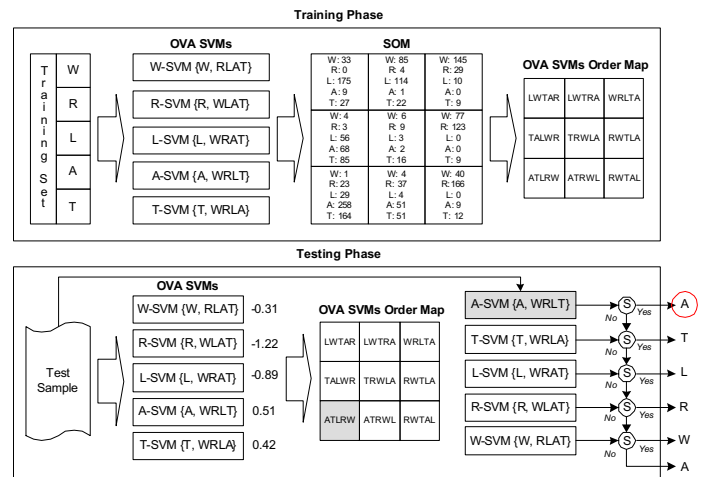 Training Phase
Training Set
W
R
L
A
T
OVA SVMs
W-SVM {W, RLAT}
R-SVM {R, WLAT}
L-SVM {L, WRAT}
A-SVM {A, WRLT}
T-SVM {T, WRLA}
SOM
W: 33
R: 0
L: 175
A: 9
T: 27
W: 85
R: 4
L: 114
A: 1
T: 22
W: 145
R: 29
L: 10
A: 0
T: 9
W: 4
R: 3
L: 56
A: 68
T: 85
W: 6
R: 9
L: 3
A: 2
T: 16
W: 77
R: 123
L: 0
A: 0
T: 9
W: 1
R: 23
L: 29
A: 258
T: 164
W: 4
R: 37
L: 4
A: 51
T: 51
W: 40
R:166
L: 0
A: 9
T: 12
OVA SVMs Order Map
LWTAR LWTRA WRLTA
TALWR TRWLA RWTLA
ATLRW ATRWL RWTAL
Testing Phase
Test
Sample
OVA SVMs
W-SVM {W, RLAT} -0.31
R-SVM {R, WLAT} -1.22
L-SVM {L, WRAT} -0.89
A-SVM {A, WRLT} 0.51
T-SVM {T, WRLA} 0.42
OVA SVMs Order Map
LWTAR LWTRA WRLTA
TALWR TRWLA RWTLA
ATLRW ATRWL RWTAL
A-SVM {A, WRLT} S Yes A
No
T-SVM {T, WRLA} S Yes T
No
L-SVM {L, WRAT} S Yes L
No
R-SVM {R, WLAT} S Yes R
No
W-SVM {W, RLAT} S Yes W
No
A